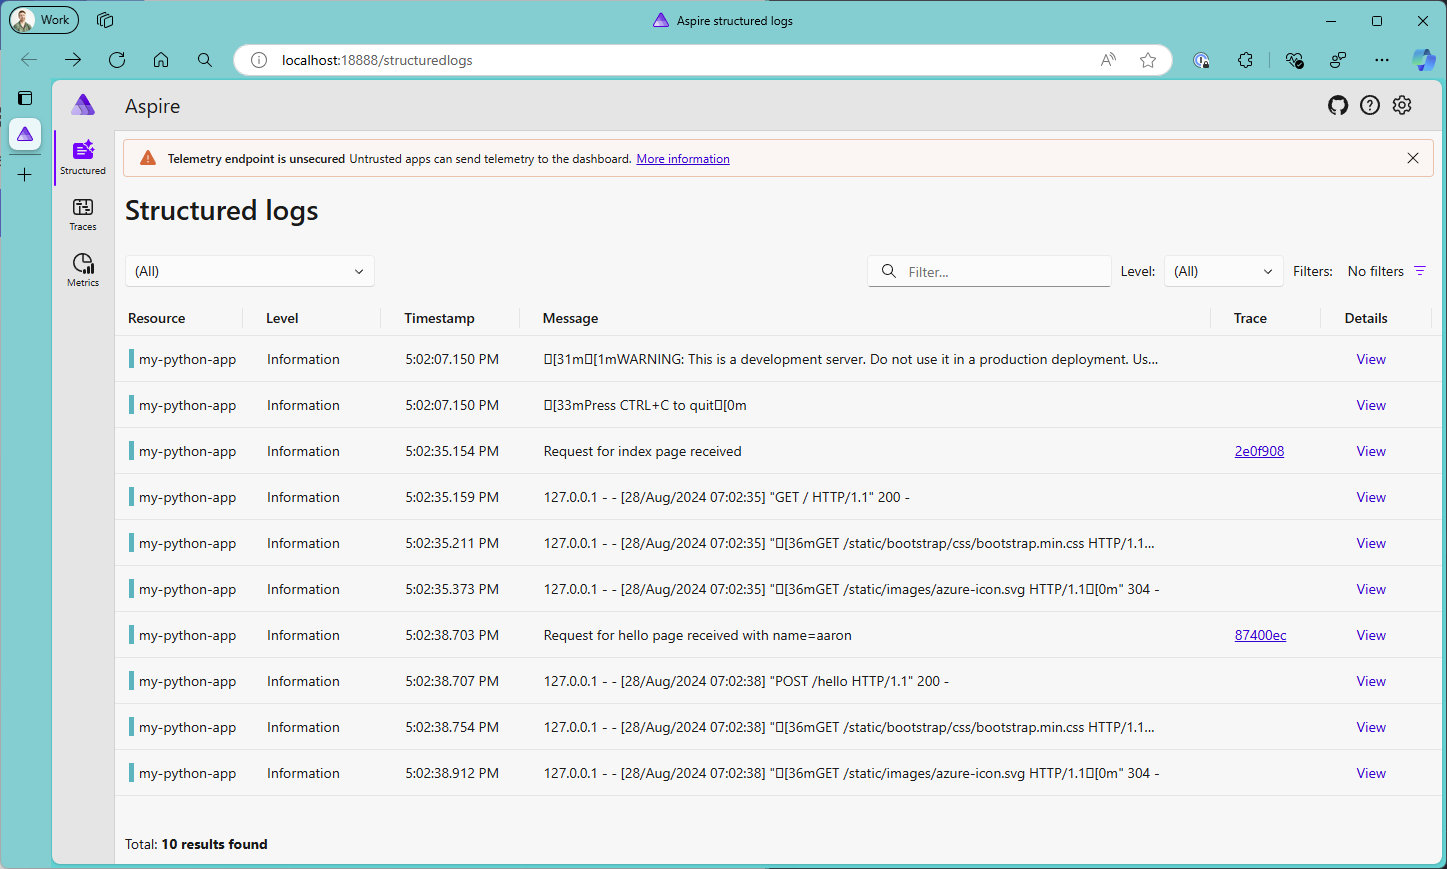 Work
Aspire structured logs
localhost:18888/structuredlogs
Aspire
Telemetry endpoint is unsecured Untrusted apps can send telemetry to the dashboard. More information
Structured
Traces
Metrics
Structured logs
(All)
Filter...
Level:
(All)
Filters:
No filters
Resource Level Timestamp Message Trace Details
my-python-app Information 5:02:07.150 PM □[31m□[1mWARNING: This is a development server. Do not use it in a production deployment. Us... View
my-python-app Information 5:02:07.150 PM □[33mPress CTRL+C to quit□[0m View
my-python-app Information 5:02:35.154 PM Request for index page received 2e0f908 View
my-python-app Information 5:02:35.159 PM 127.0.0.1 - - [28/Aug/2024 07:02:35] "GET / HTTP/1.1" 200 - View
my-python-app Information 5:02:35.211 PM 127.0.0.1 - - [28/Aug/2024 07:02:35] "□[36mGET /static/bootstrap/css/bootstrap.min.css HTTP/1.1... View
my-python-app Information 5:02:35.373 PM 127.0.0.1 - - [28/Aug/2024 07:02:35] "□[36mGET /static/images/azure-icon.svg HTTP/1.1□[0m" 304 - View
my-python-app Information 5:02:38.703 PM Request for hello page received with name=aaron 87400ec View
my-python-app Information 5:02:38.707 PM 127.0.0.1 - - [28/Aug/2024 07:02:38] "POST /hello HTTP/1.1" 200 - View
my-python-app Information 5:02:38.754 PM 127.0.0.1 - - [28/Aug/2024 07:02:38] "□[36mGET /static/bootstrap/css/bootstrap.min.css HTTP/1.1... View
my-python-app Information 5:02:38.912 PM 127.0.0.1 - - [28/Aug/2024 07:02:38] "□[36mGET /static/images/azure-icon.svg HTTP/1.1□[0m" 304 - View
Total: 10 results found